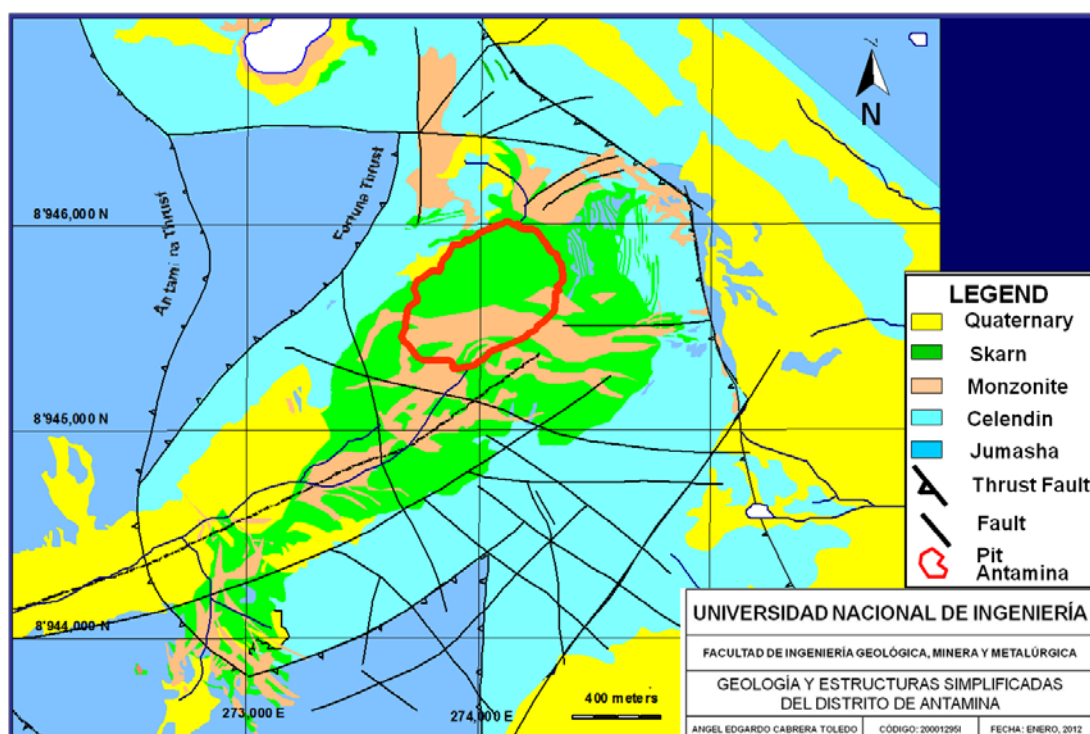 N
8'946,000 N
Antamina Thrust
Fortuna Thrust
8'945,000 N
8'944,000 N
273,000 E
274,000 E
400 meters
LEGEND
Quaternary
Skarn
Monzonite
Celendin
Jumasha
Thrust Fault
Fault
Pit
Antamina
UNIVERSIDAD NACIONAL DE INGENIERÍA
FACULTAD DE INGENIERÍA GEOLÓGICA, MINERA Y METALÚRGICA
GEOLOGÍA Y ESTRUCTURAS SIMPLIFICADAS
DEL DISTRITO DE ANTAMINA
ANGEL EDGARDO CABRERA TOLEDO
CÓDIGO: 20001295I
FECHA: ENERO, 2012